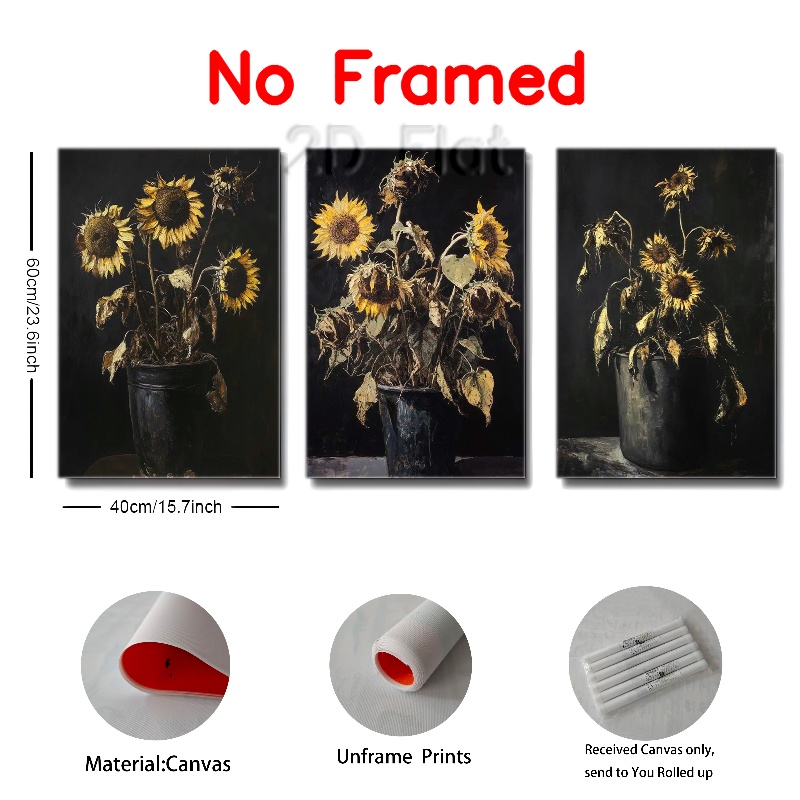 No Framed
2D Flat
60cm/23.6inch
40cm/15.7inch
Material:Canvas
Unframe Prints
Received Canvas only,
send to You Rolled up